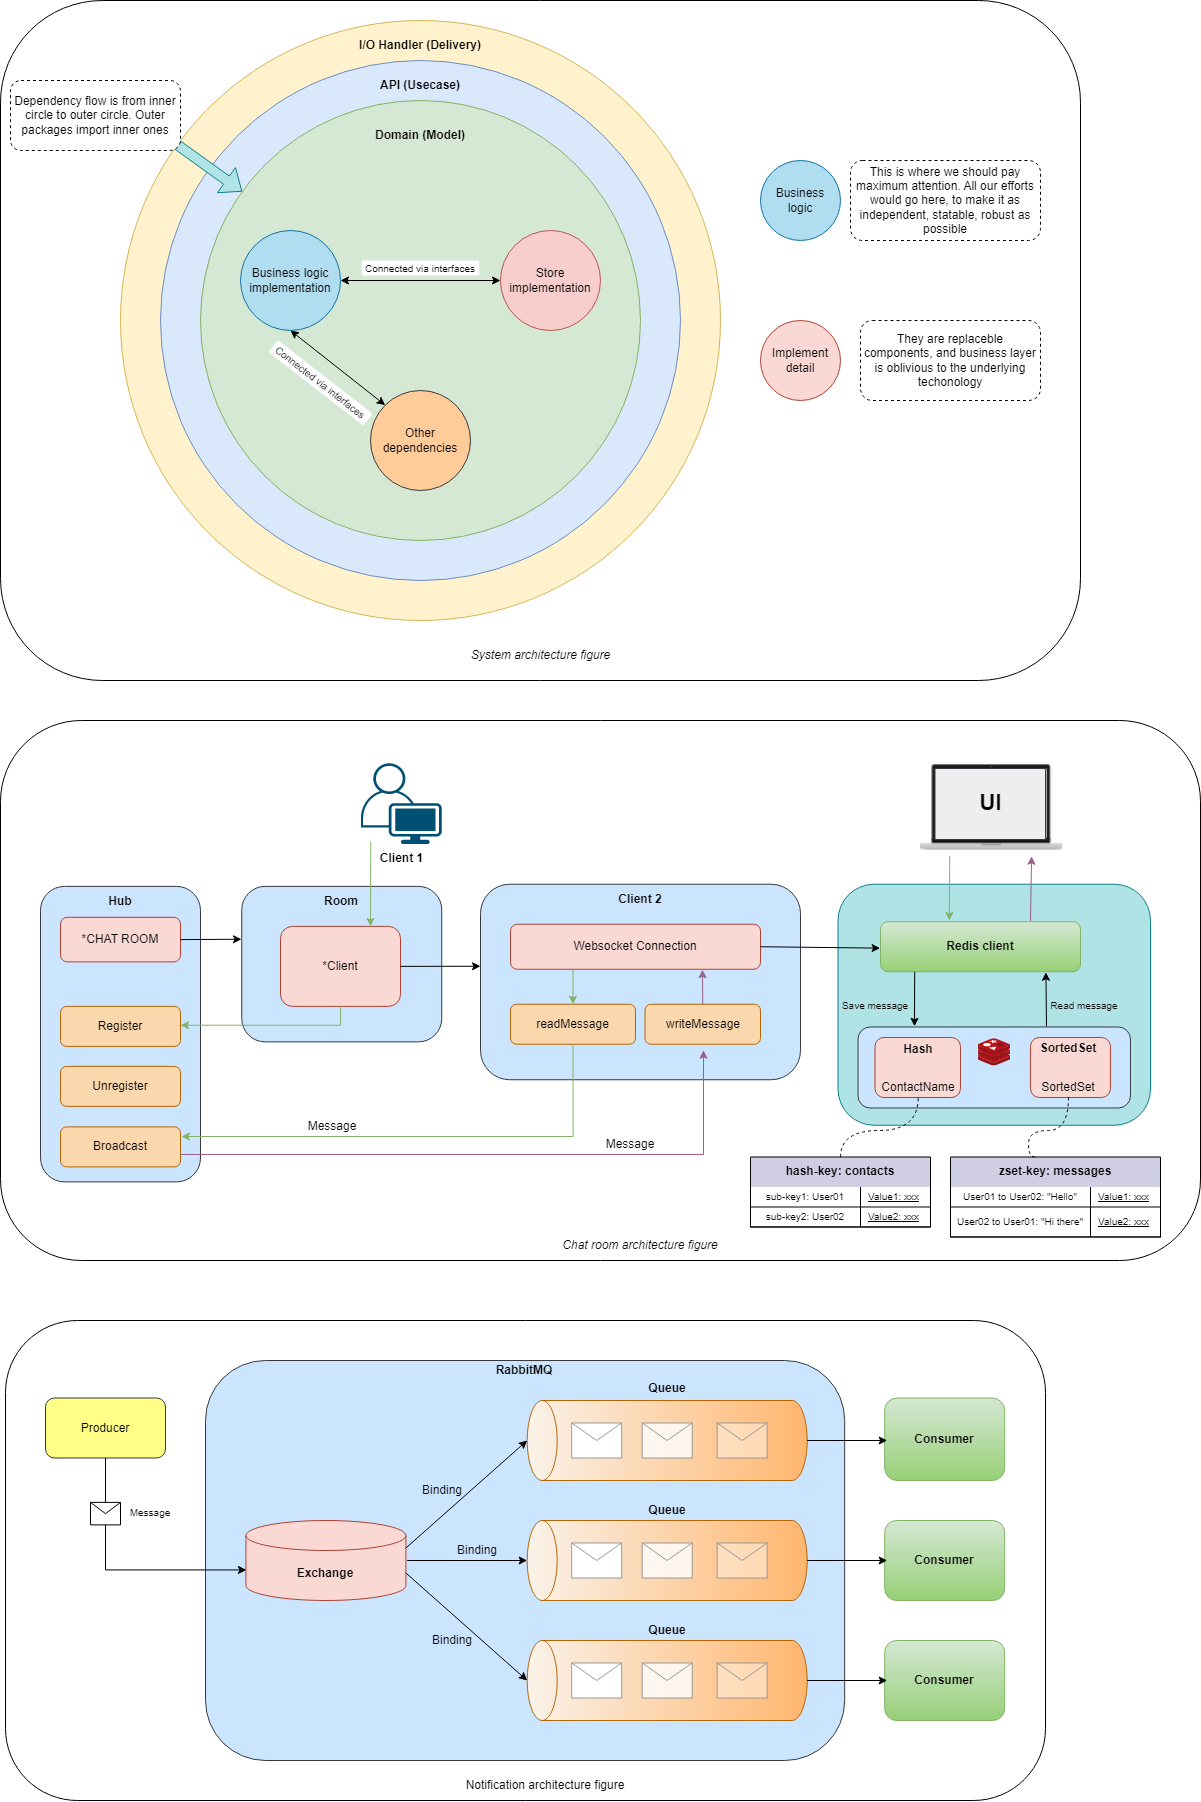 I/O Handler (Delivery)
API (Usecase)
Domain (Model)
Dependency flow is from inner
circle to outer circle. Outer
packages import inner ones
Business logic
implementation
Connected via interfaces
Store
implementation
Connected via interfaces
Other
dependencies
Business
logic
This is where we should pay
maximum attention. All our efforts
would go here, to make it as
independent, statable, robust as
possible
Implement
detail
They are replaceble
components, and business layer
is oblivious to the underlying
techonology
System architecture figure
Client 1
UI
Hub
*CHAT ROOM
Register
Unregister
Broadcast
Room
*Client
Client 2
Websocket Connection
readMessage
writeMessage
Message
Message
Redis client
Save message
Read message
Hash
ContactName
SortedSet
SortedSet
hash-key: contacts
sub-key1: User01 Value1: xxx
sub-key2: User02 Value2: xxx
zset-key: messages
User01 to User02: "Hello" Value1: xxx
User02 to User01: "Hi there" Value2: xxx
Chat room architecture figure
RabbitMQ
Producer
Message
Exchange
Binding
Binding
Binding
Queue
Queue
Queue
Consumer
Consumer
Consumer
Notification architecture figure